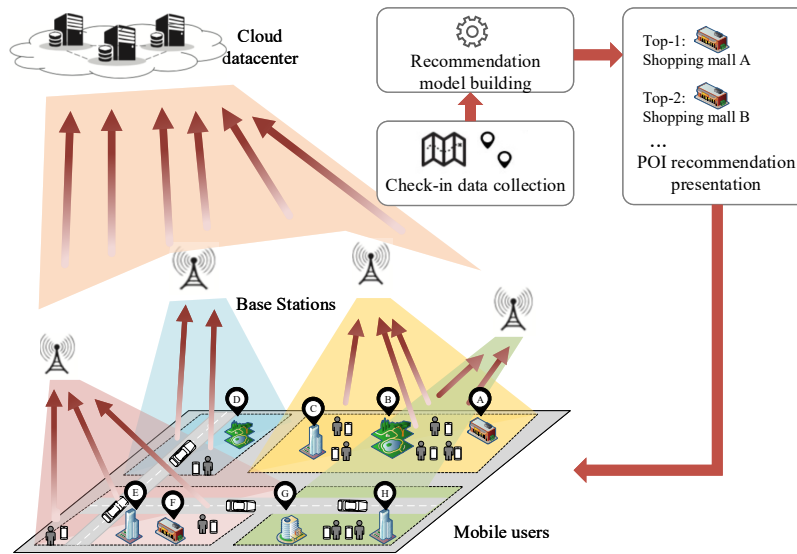 Cloud
datacenter
Recommendation
model building
Check-in data collection
Top-1:
Shopping mall A
Top-2:
Shopping mall B
...
POI recommendation
presentation
Base Stations
D
C
B
A
E
F
G
H
Mobile users